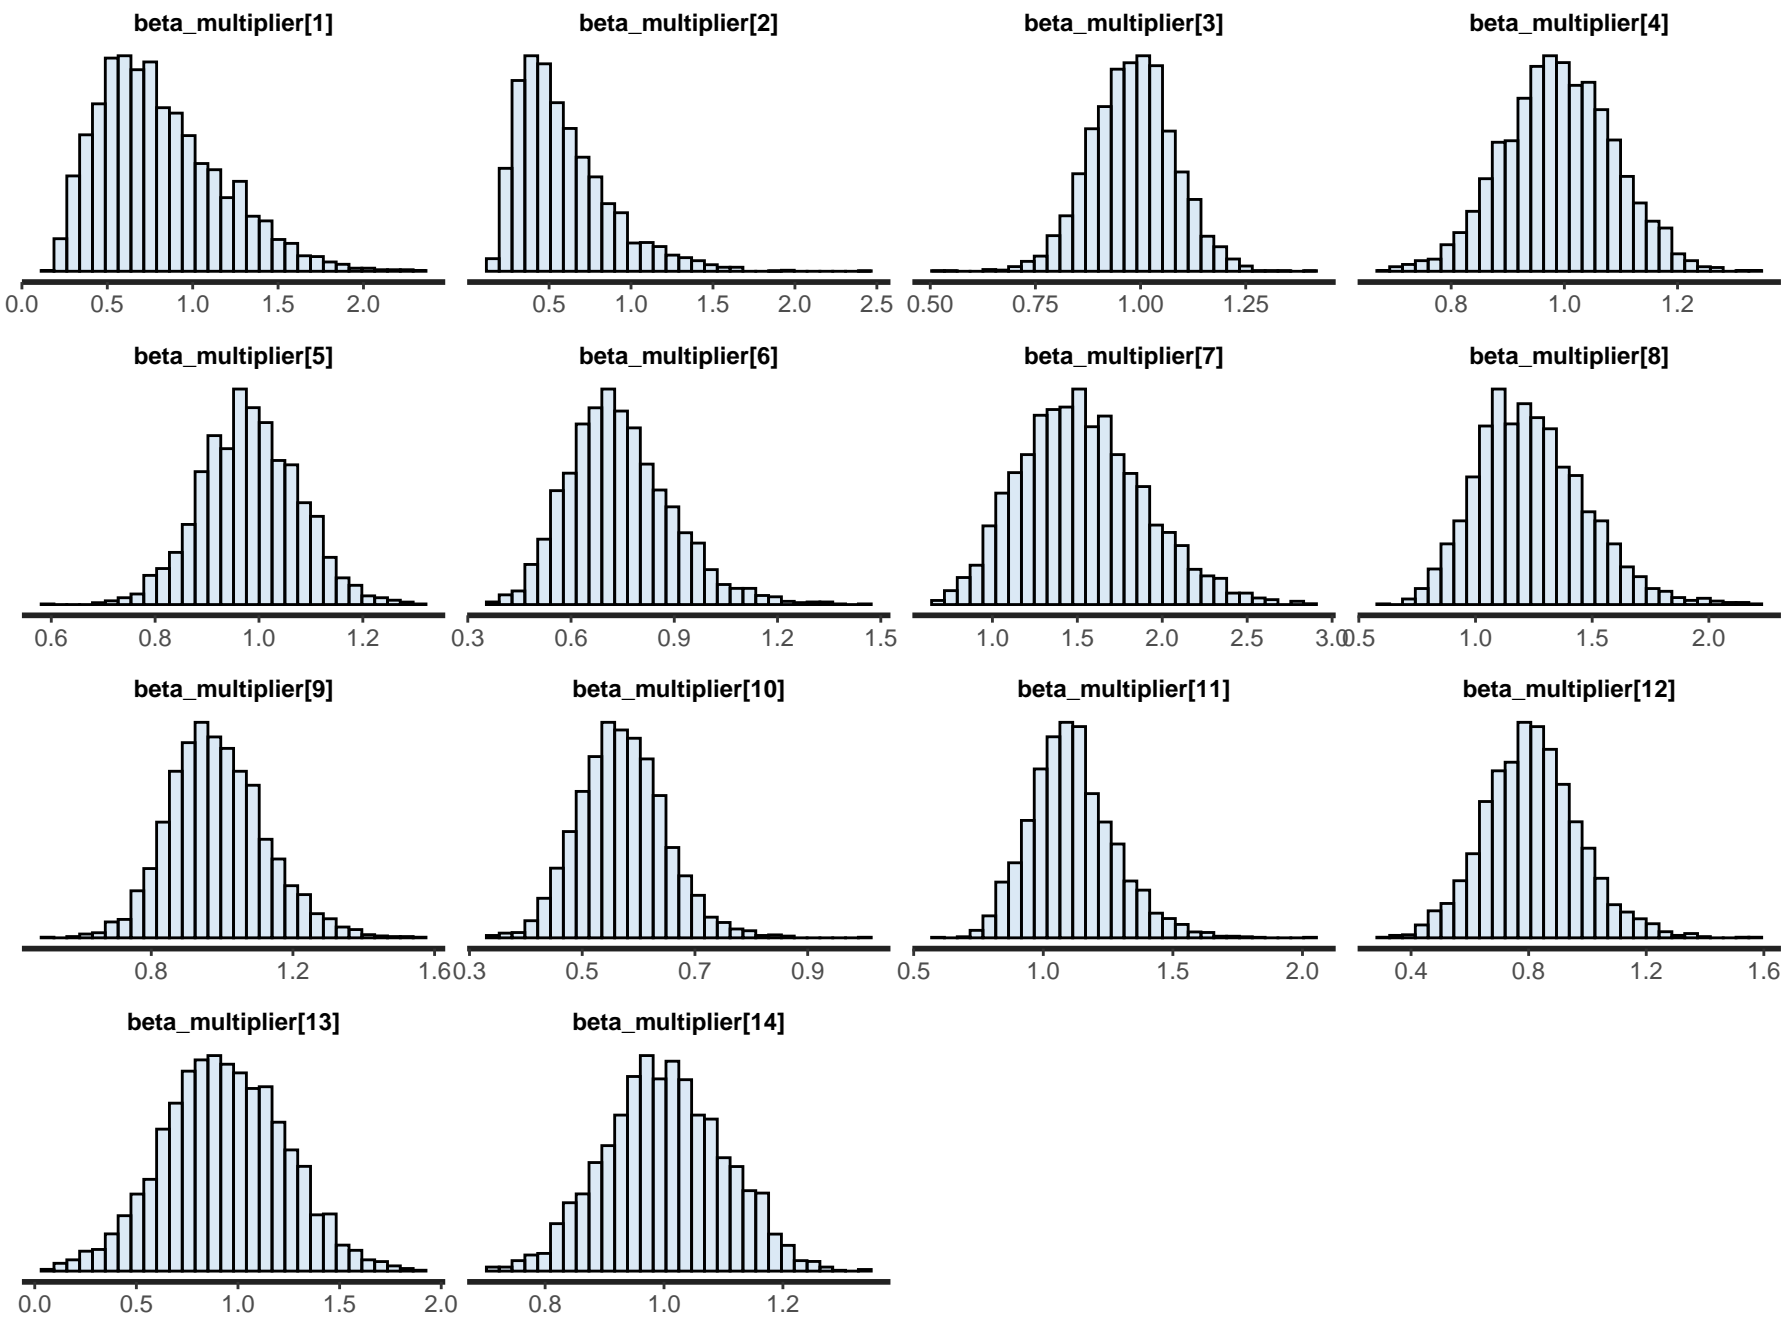 beta_multiplier[1] beta_multiplier[2] beta_multiplier[3] beta_multiplier[4]
0.0 0.5 1.0 1.5 2.0 0.5 1.0 1.5 2.0 2.5 0.50 0.75 1.00 1.25 0.8 1.0 1.2
beta_multiplier[5] beta_multiplier[6] beta_multiplier[7] beta_multiplier[8]
0.6 0.8 1.0 1.2 0.3 0.6 0.9 1.2 1.5 1.0 1.5 2.0 2.5 3.0 0.5 1.0 1.5 2.0
beta_multiplier[9] beta_multiplier[10] beta_multiplier[11] beta_multiplier[12]
0.8 1.2 1.6 0.3 0.5 0.7 0.9 0.5 1.0 1.5 2.0 0.4 0.8 1.2 1.6
beta_multiplier[13] beta_multiplier[14]
0.0 0.5 1.0 1.5 2.0 0.8 1.0 1.2